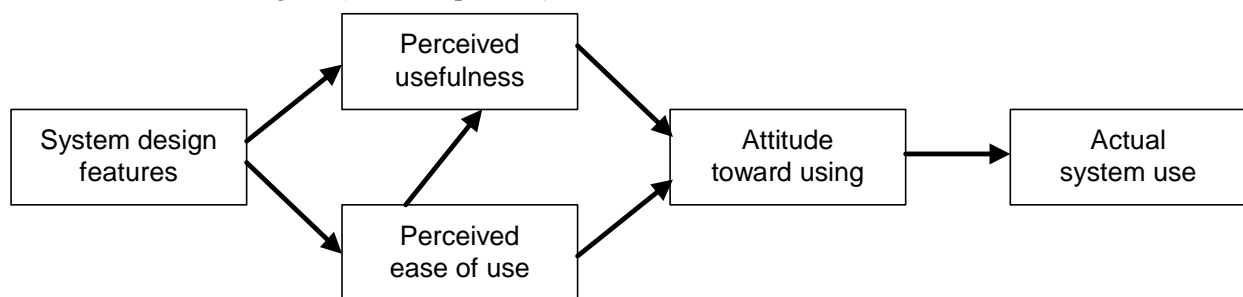 Perceived
usefulness
System design
features
Attitude
toward using
Actual
system use
Perceived
ease of use